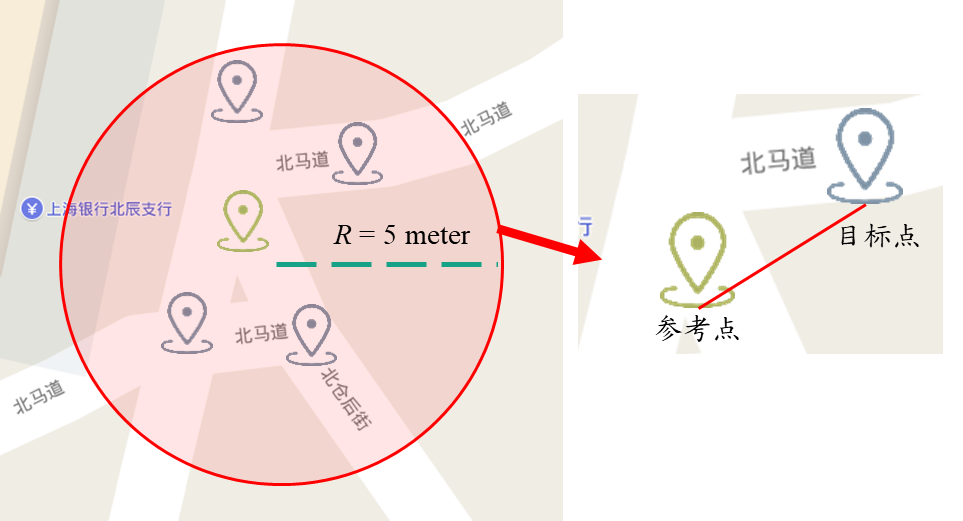 北马道
北马道
¥
上海银行北辰支行
R = 5 meter
北马道
北马道
北仓后街
北马道
行
目标点
参考点